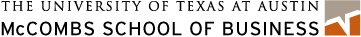 THE UNIVERSITY OF TEXAS AT AUSTIN
McCOMBS SCHOOL OF BUSINESS